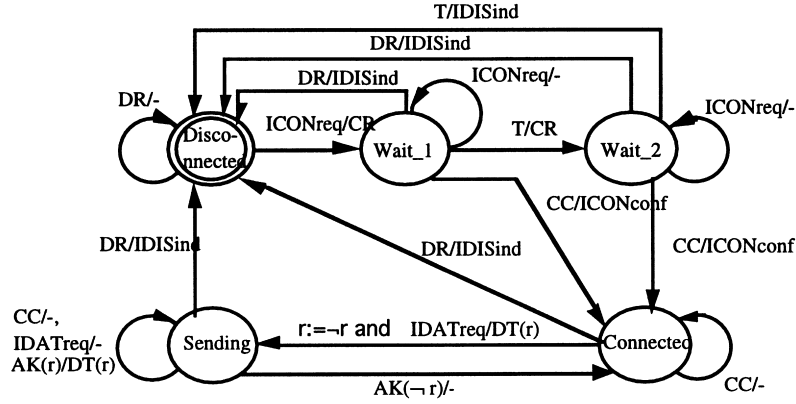 T/IDISind
DR/IDISind
DR/IDISind
ICONreq/-
DR/-
ICONreq/-
ICONreq/CR
T/CR
Disco-
nnected
Wait_1
Wait_2
CC/ICONconf
DR/IDISind
DR/IDISind
CC/ICONconf
CC/-,
IDATreq/-
AK(r)/DT(r)
Sending
r:=¬r and IDATreq/DT(r)
Connected
AK(¬ r)/-
CC/-